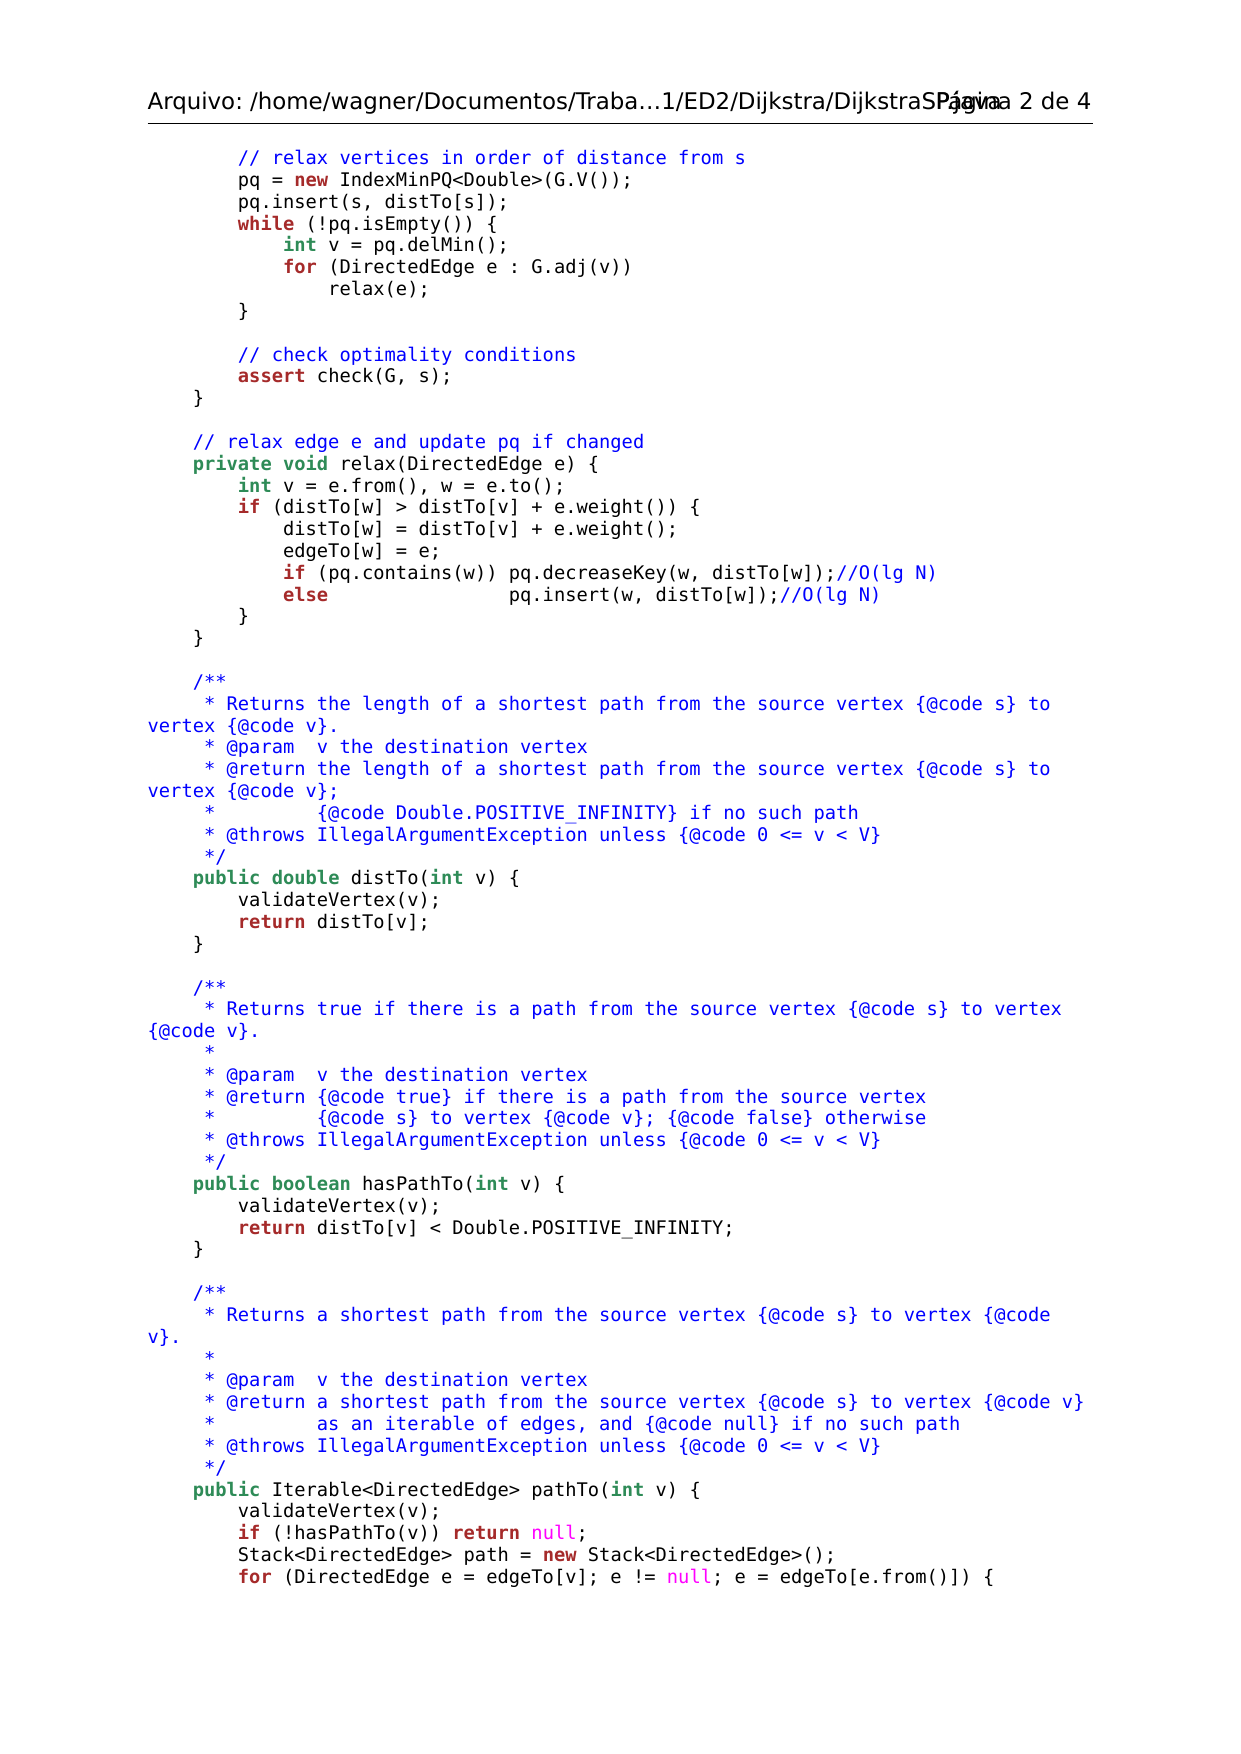 Arquivo: /home/wagner/Documentos/Traba…1/ED2/Dijkstra/DijkstraSP.java Página 2 de 4
// relax vertices in order of distance from s
pq = new IndexMinPQ<Double>(G.V());
pq.insert(s, distTo[s]);
while (!pq.isEmpty()) {
int v = pq.delMin();
for (DirectedEdge e : G.adj(v))
relax(e);
}
// check optimality conditions
assert check(G, s);
}
// relax edge e and update pq if changed
private void relax(DirectedEdge e) {
int v = e.from(), w = e.to();
if (distTo[w] > distTo[v] + e.weight()) {
distTo[w] = distTo[v] + e.weight();
edgeTo[w] = e;
if (pq.contains(w)) pq.decreaseKey(w, distTo[w]);//O(lg N)
else                pq.insert(w, distTo[w]);//O(lg N)
}
}
/**
* Returns the length of a shortest path from the source vertex {@code s} to
vertex {@code v}.
* @param  v the destination vertex
* @return the length of a shortest path from the source vertex {@code s} to
vertex {@code v};
*         {@code Double.POSITIVE_INFINITY} if no such path
* @throws IllegalArgumentException unless {@code 0 <= v < V}
*/
public double distTo(int v) {
validateVertex(v);
return distTo[v];
}
/**
* Returns true if there is a path from the source vertex {@code s} to vertex
{@code v}.
*
* @param  v the destination vertex
* @return {@code true} if there is a path from the source vertex
*         {@code s} to vertex {@code v}; {@code false} otherwise
* @throws IllegalArgumentException unless {@code 0 <= v < V}
*/
public boolean hasPathTo(int v) {
validateVertex(v);
return distTo[v] < Double.POSITIVE_INFINITY;
}
/**
* Returns a shortest path from the source vertex {@code s} to vertex {@code
v}.
*
* @param  v the destination vertex
* @return a shortest path from the source vertex {@code s} to vertex {@code v}
*         as an iterable of edges, and {@code null} if no such path
* @throws IllegalArgumentException unless {@code 0 <= v < V}
*/
public Iterable<DirectedEdge> pathTo(int v) {
validateVertex(v);
if (!hasPathTo(v)) return null;
Stack<DirectedEdge> path = new Stack<DirectedEdge>();
for (DirectedEdge e = edgeTo[v]; e != null; e = edgeTo[e.from()]) {